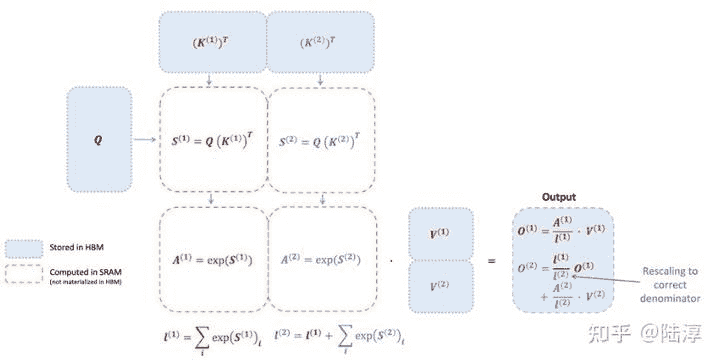 (K⁽¹⁾)ᵀ (K⁽²⁾)ᵀ
Q
S⁽¹⁾ = Q (K⁽¹⁾)ᵀ
S⁽²⁾ = Q (K⁽²⁾)ᵀ
Stored in HBM
Computed in SRAM
(not materialized in HBM)
A⁽¹⁾ = exp(S⁽¹⁾)
A⁽²⁾ = exp(S⁽²⁾)
·
V⁽¹⁾
V⁽²⁾
=
Output
O⁽¹⁾ = A⁽¹⁾/l⁽¹⁾ · V⁽¹⁾
O⁽²⁾ = l⁽¹⁾/l⁽²⁾ O⁽¹⁾
+ A⁽²⁾/l⁽²⁾ · V⁽²⁾
Rescaling to
correct
denominator
l⁽¹⁾ = ∑ᵢ exp(S⁽¹⁾)ᵢ
l⁽²⁾ = l⁽¹⁾ + ∑ᵢ exp(S⁽²⁾)ᵢ
知乎 @陆淳